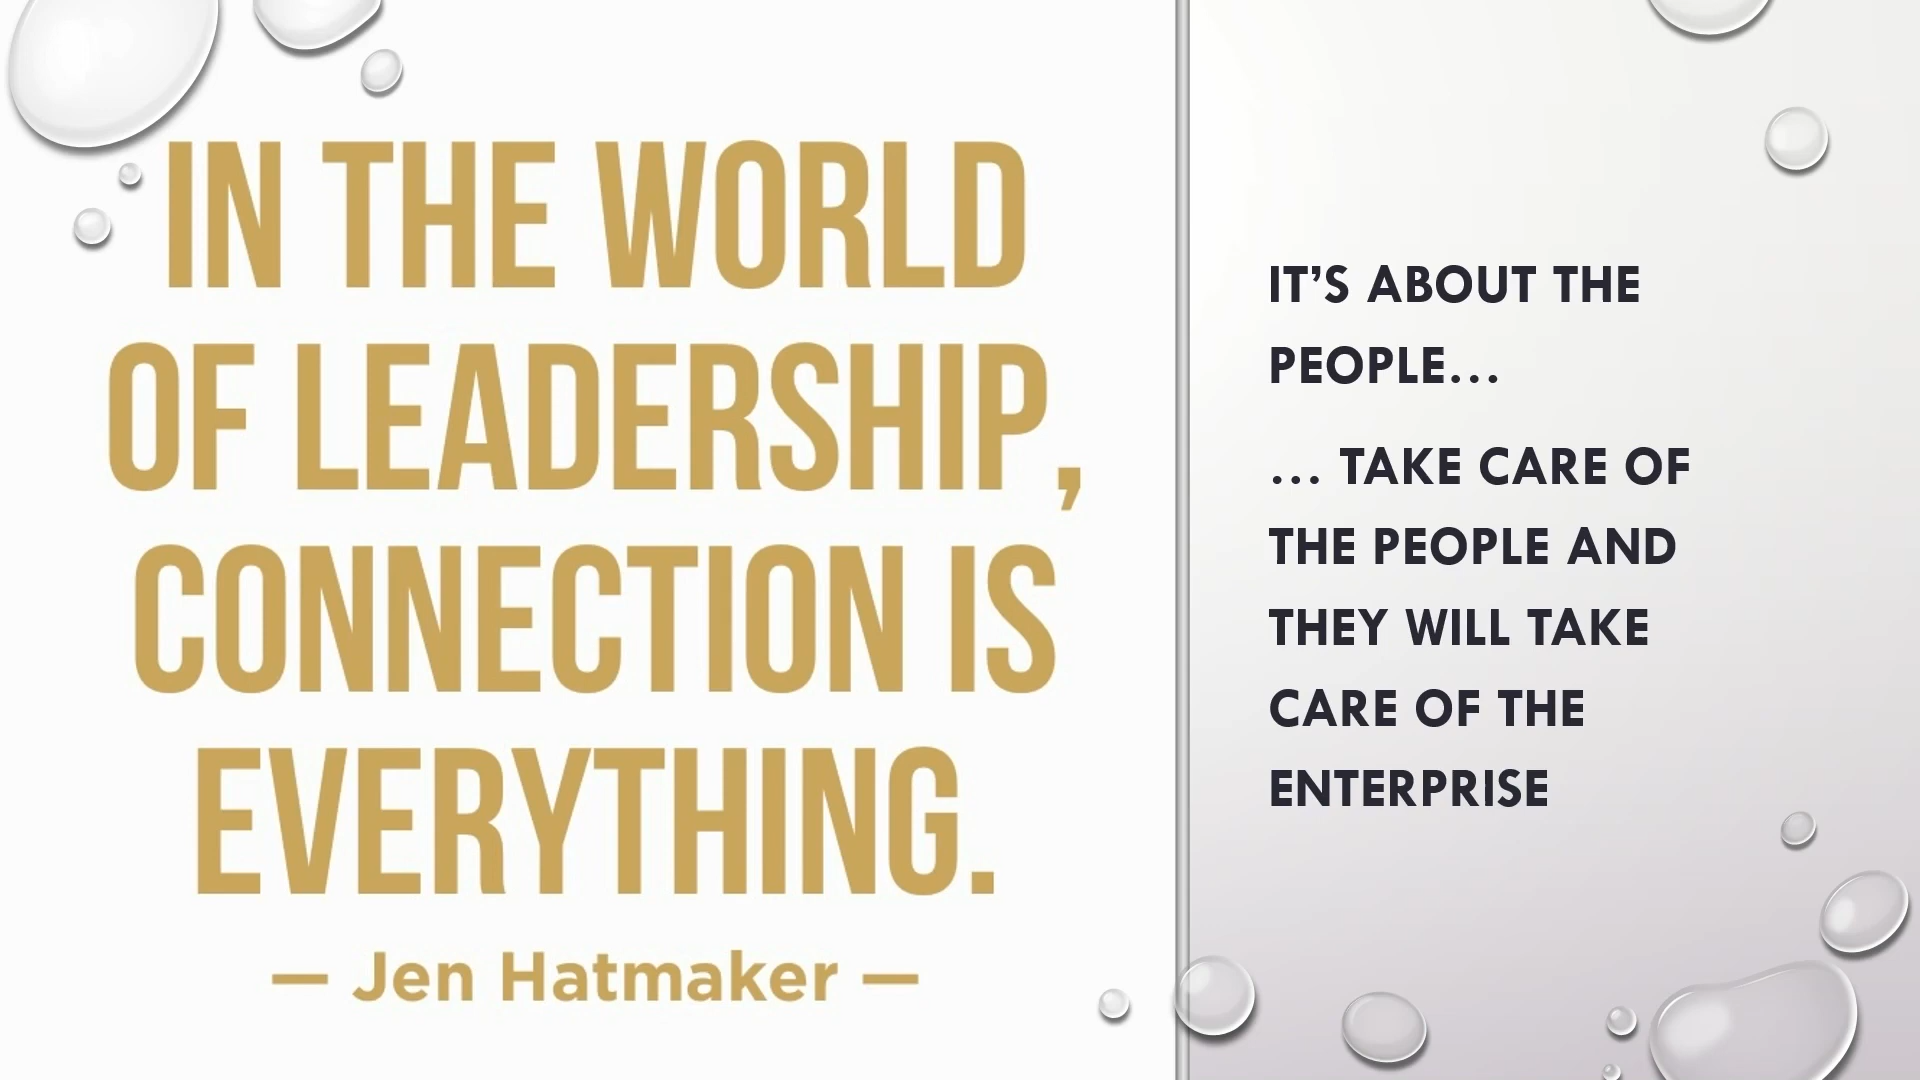 IN THE WORLD
OF LEADERSHIP,
CONNECTION IS
EVERYTHING.
— Jen Hatmaker —
IT’S ABOUT THE
PEOPLE…
… TAKE CARE OF
THE PEOPLE AND
THEY WILL TAKE
CARE OF THE
ENTERPRISE